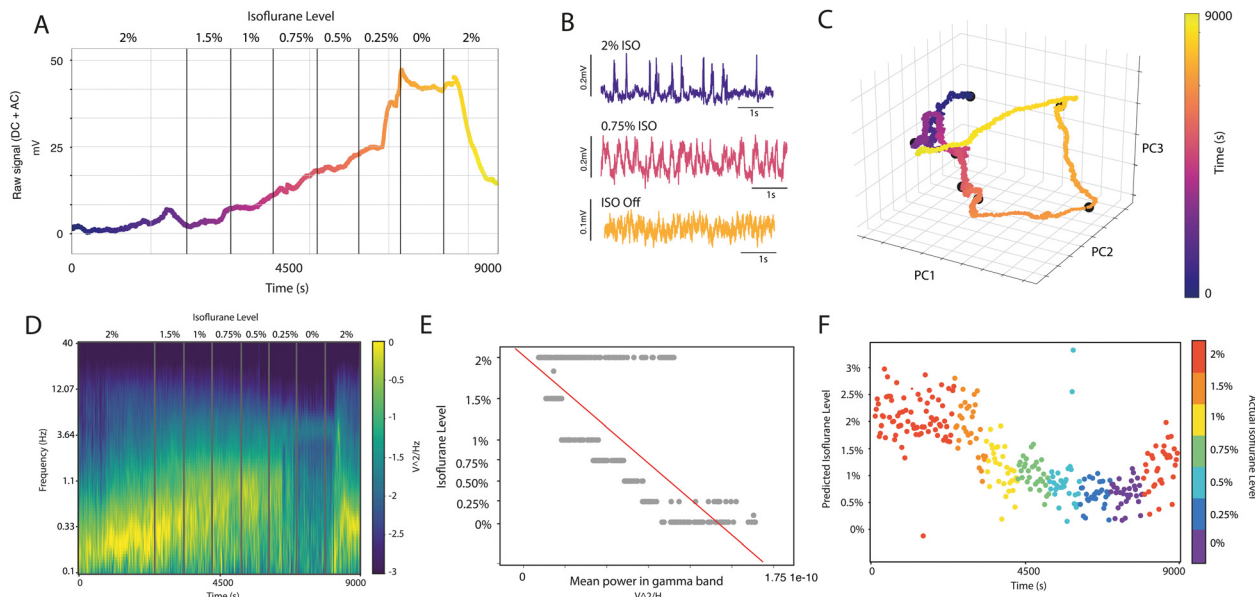 A
Isoflurane Level
2% 1.5% 1% 0.75% 0.5% 0.25% 0% 2%
Raw signal (DC + AC)
mV
50
25
0
0 4500 9000
Time (s)
B
2% ISO
0.2mV
1s
0.75% ISO
0.2mV
1s
ISO Off
0.1mV
1s
C
PC1
PC2
PC3
9000
Time (s)
0
D
Isoflurane Level
2% 1.5% 1% 0.75% 0.5% 0.25% 0% 2%
Frequency (Hz)
40
12.07
3.64
1.11
0.33
0.1
0 4500 9000
Time (s)
0
-0.5
-1
-1.5
-2
-2.5
-3
V^2/Hz
E
Isoflurane Level
2%
1.5%
1%
0.75%
0.50%
0.25%
0%
0 Mean power in gamma band 1.75 1e-10
V^2/H
F
Predicted Isoflurane Level
3%
2.5%
2%
1.5%
1%
0.5%
0%
0 4500 9000
Time (s)
2%
1.5%
1%
0.75%
0.5%
0.25%
0%
Actual Isoflurane Level